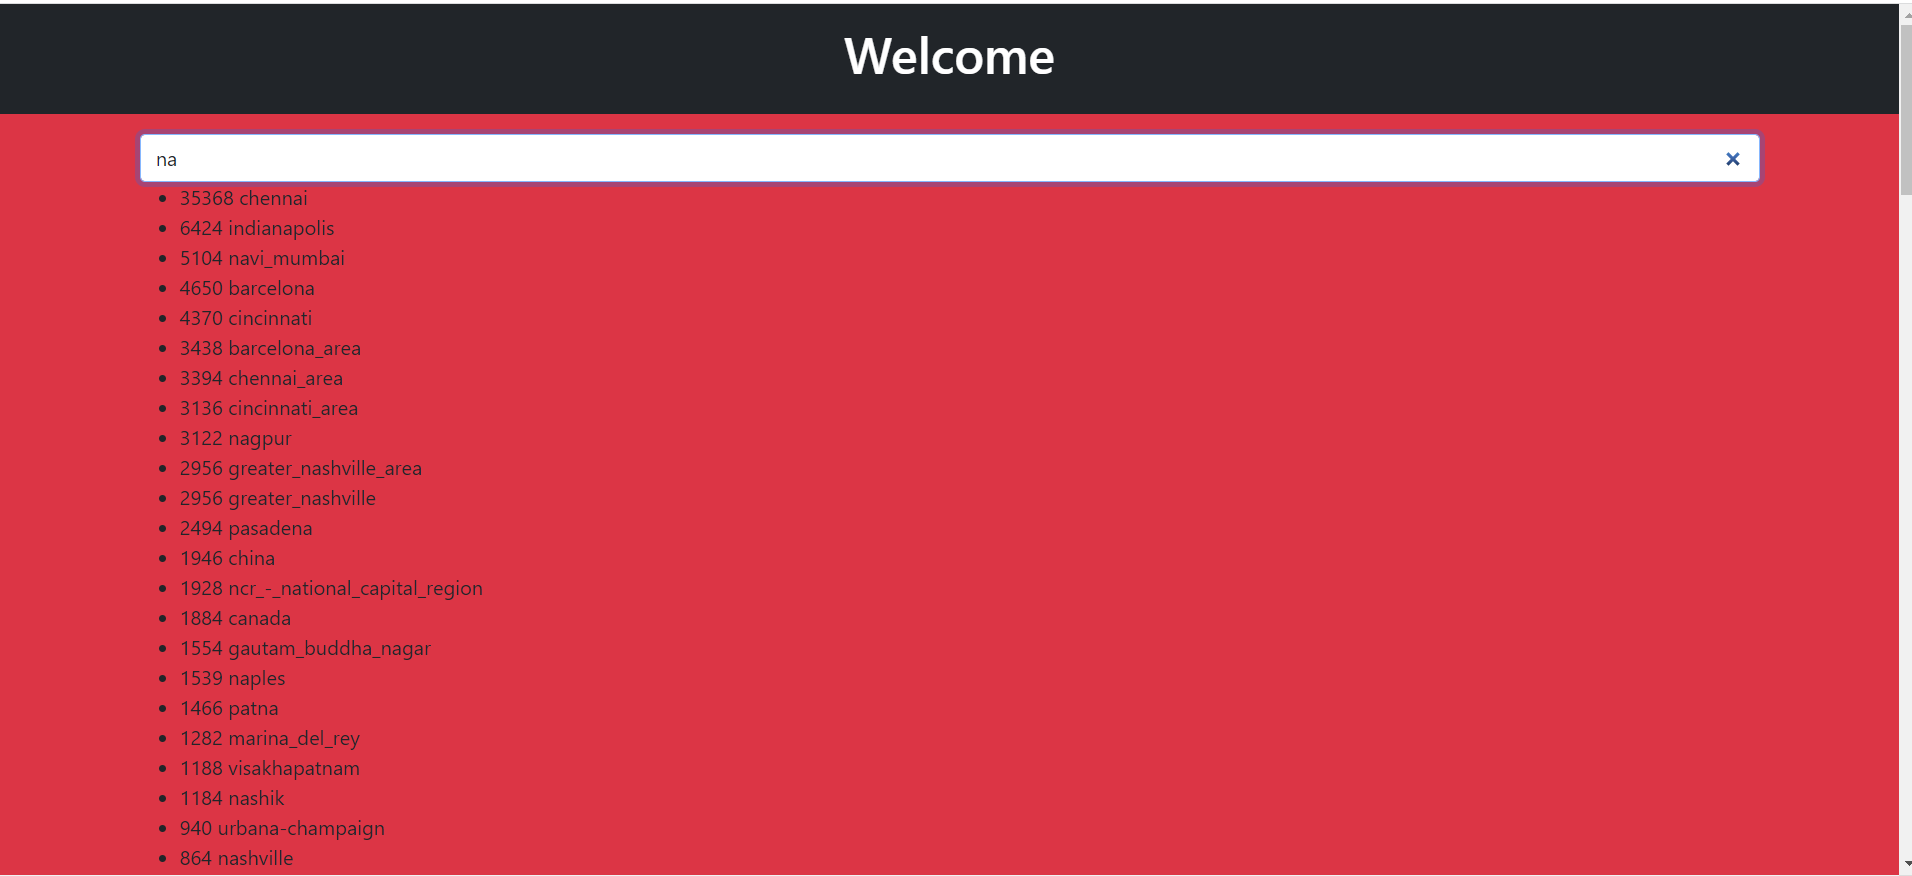 Welcome
na
35368 chennai
6424 indianapolis
5104 navi_mumbai
4650 barcelona
4370 cincinnati
3438 barcelona_area
3394 chennai_area
3136 cincinnati_area
3122 nagpur
2956 greater_nashville_area
2956 greater_nashville
2494 pasadena
1946 china
1928 ncr_-_national_capital_region
1884 canada
1554 gautam_buddha_nagar
1539 naples
1466 patna
1282 marina_del_rey
1188 visakhapatnam
1184 nashik
940 urbana-champaign
864 nashville